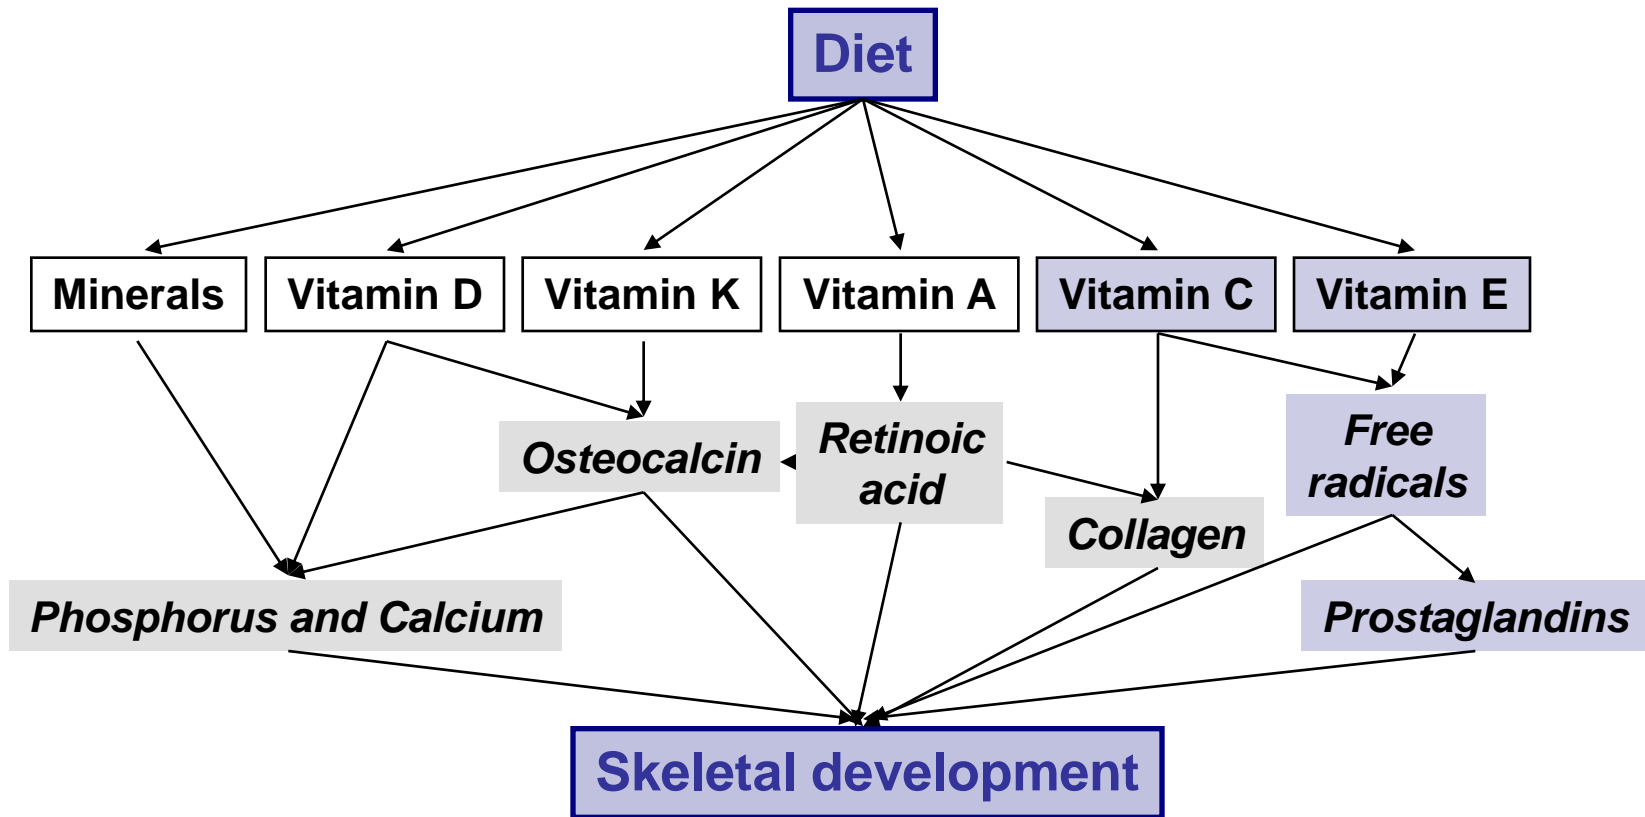 Diet
Minerals
Vitamin D
Vitamin K
Vitamin A
Vitamin C
Vitamin E
Osteocalcin
Retinoic
acid
Collagen
Free
radicals
Phosphorus and Calcium
Prostaglandins
Skeletal development